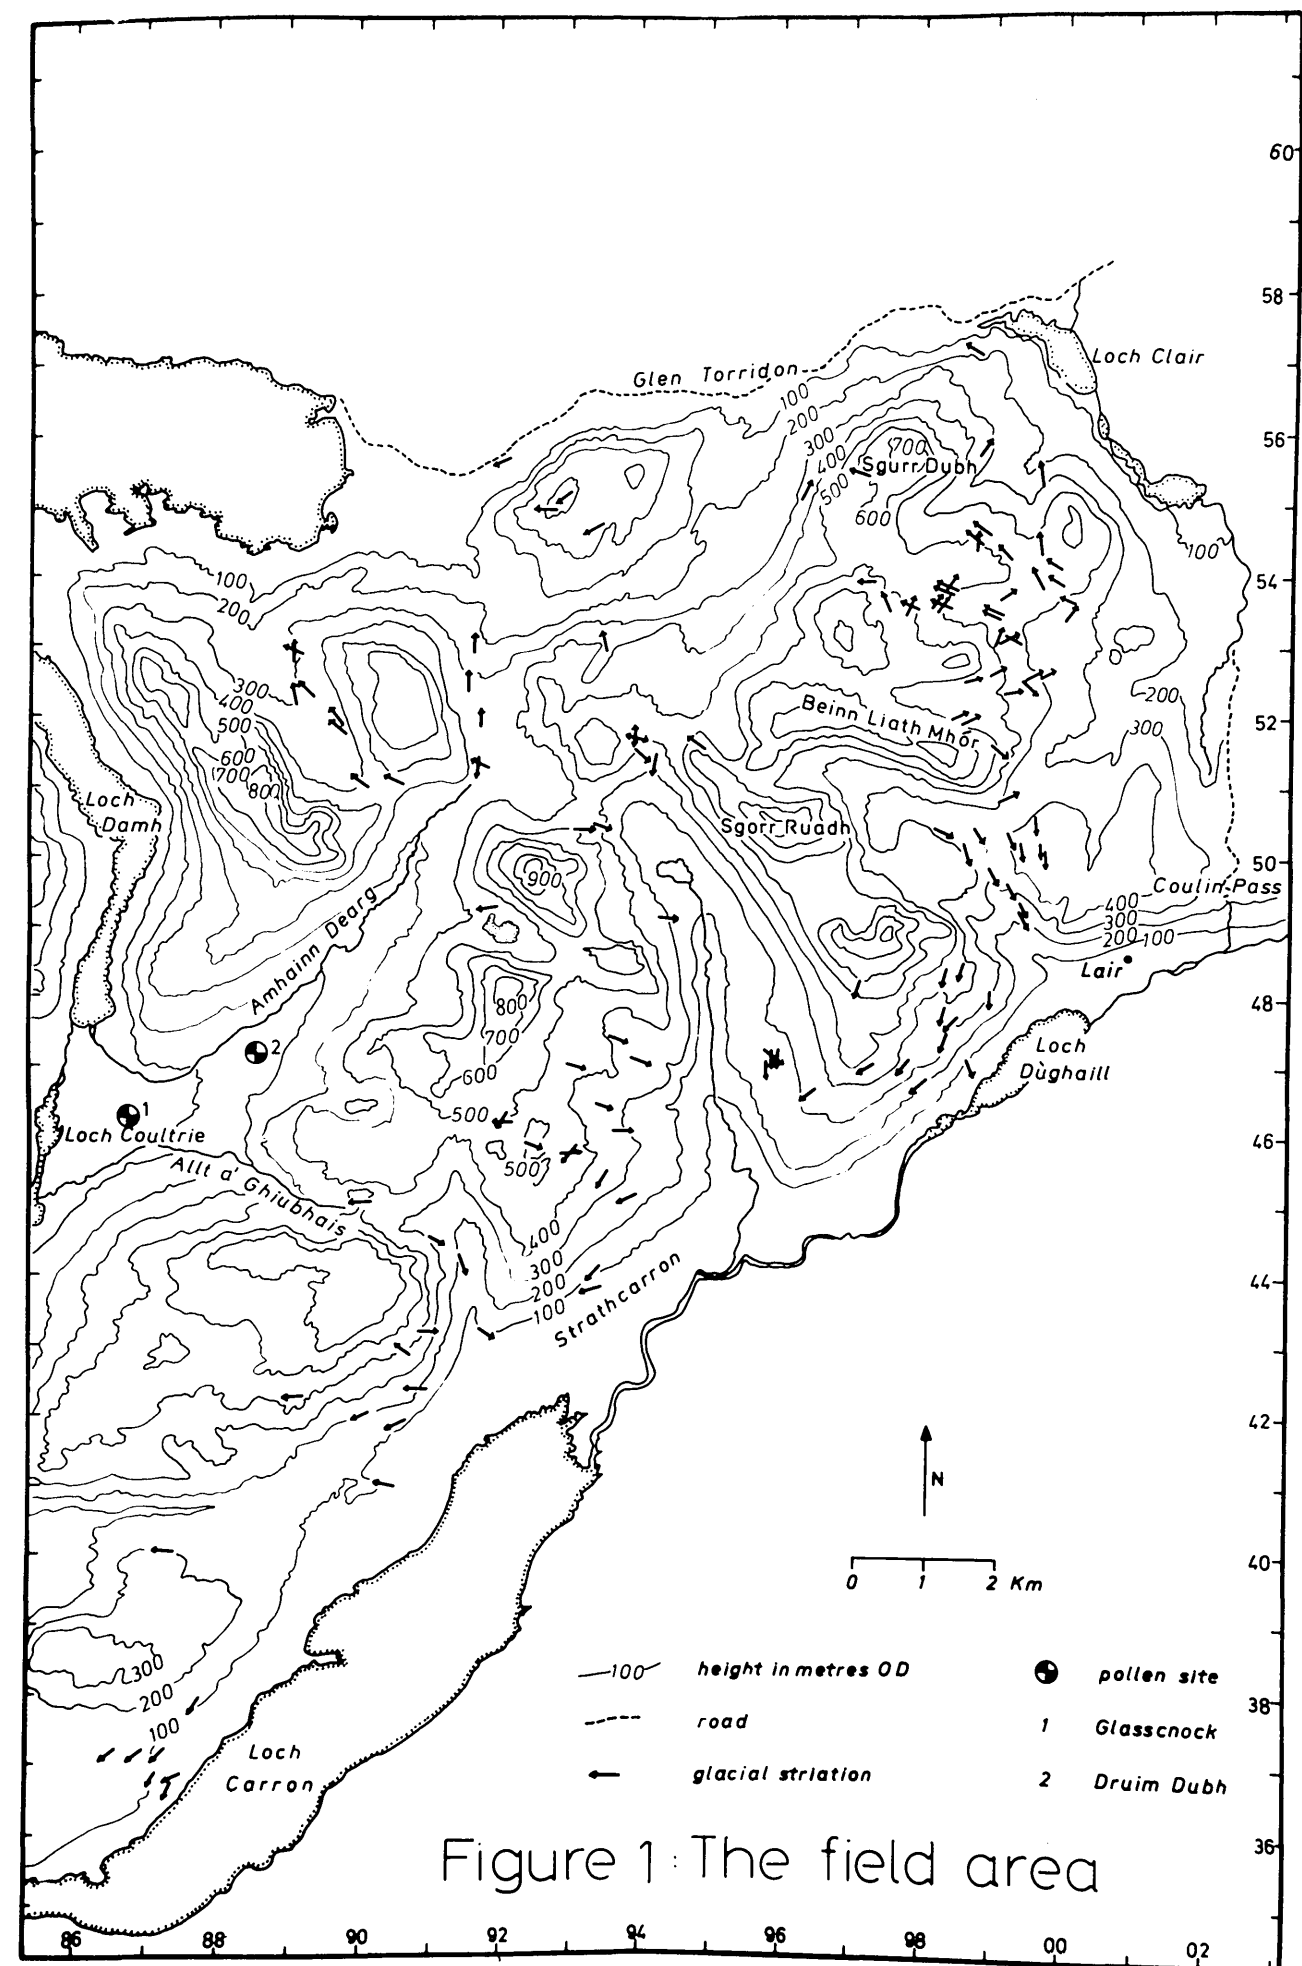 60
58
Loch Clair
Glen Torridon
100
200
300
400
500
700
Sgurr Dubh
600
56
100
54
100
200
300
400
500
600
700
800
Beinn Liath Mhór
200
300
52
Loch
Damh
Sgorr Ruadh
900
50
Coulin Pass
400
300
200
100
Amhainn Dearg
Lair
48
800
700
600
500
2
1
Loch
Dùghaill
Loch Coultrie
Allt a' Ghiubhais
500
46
400
300
200
100
Strathcarron
44
42
N
40
0 1 2 Km
300
200
100
100 height in metres OD
pollen site
38
road
1 Glasscnock
Loch
Carron
glacial striation
2 Druim Dubh
36
Figure 1: The field area
86 88 90 92 94 96 98 00 02